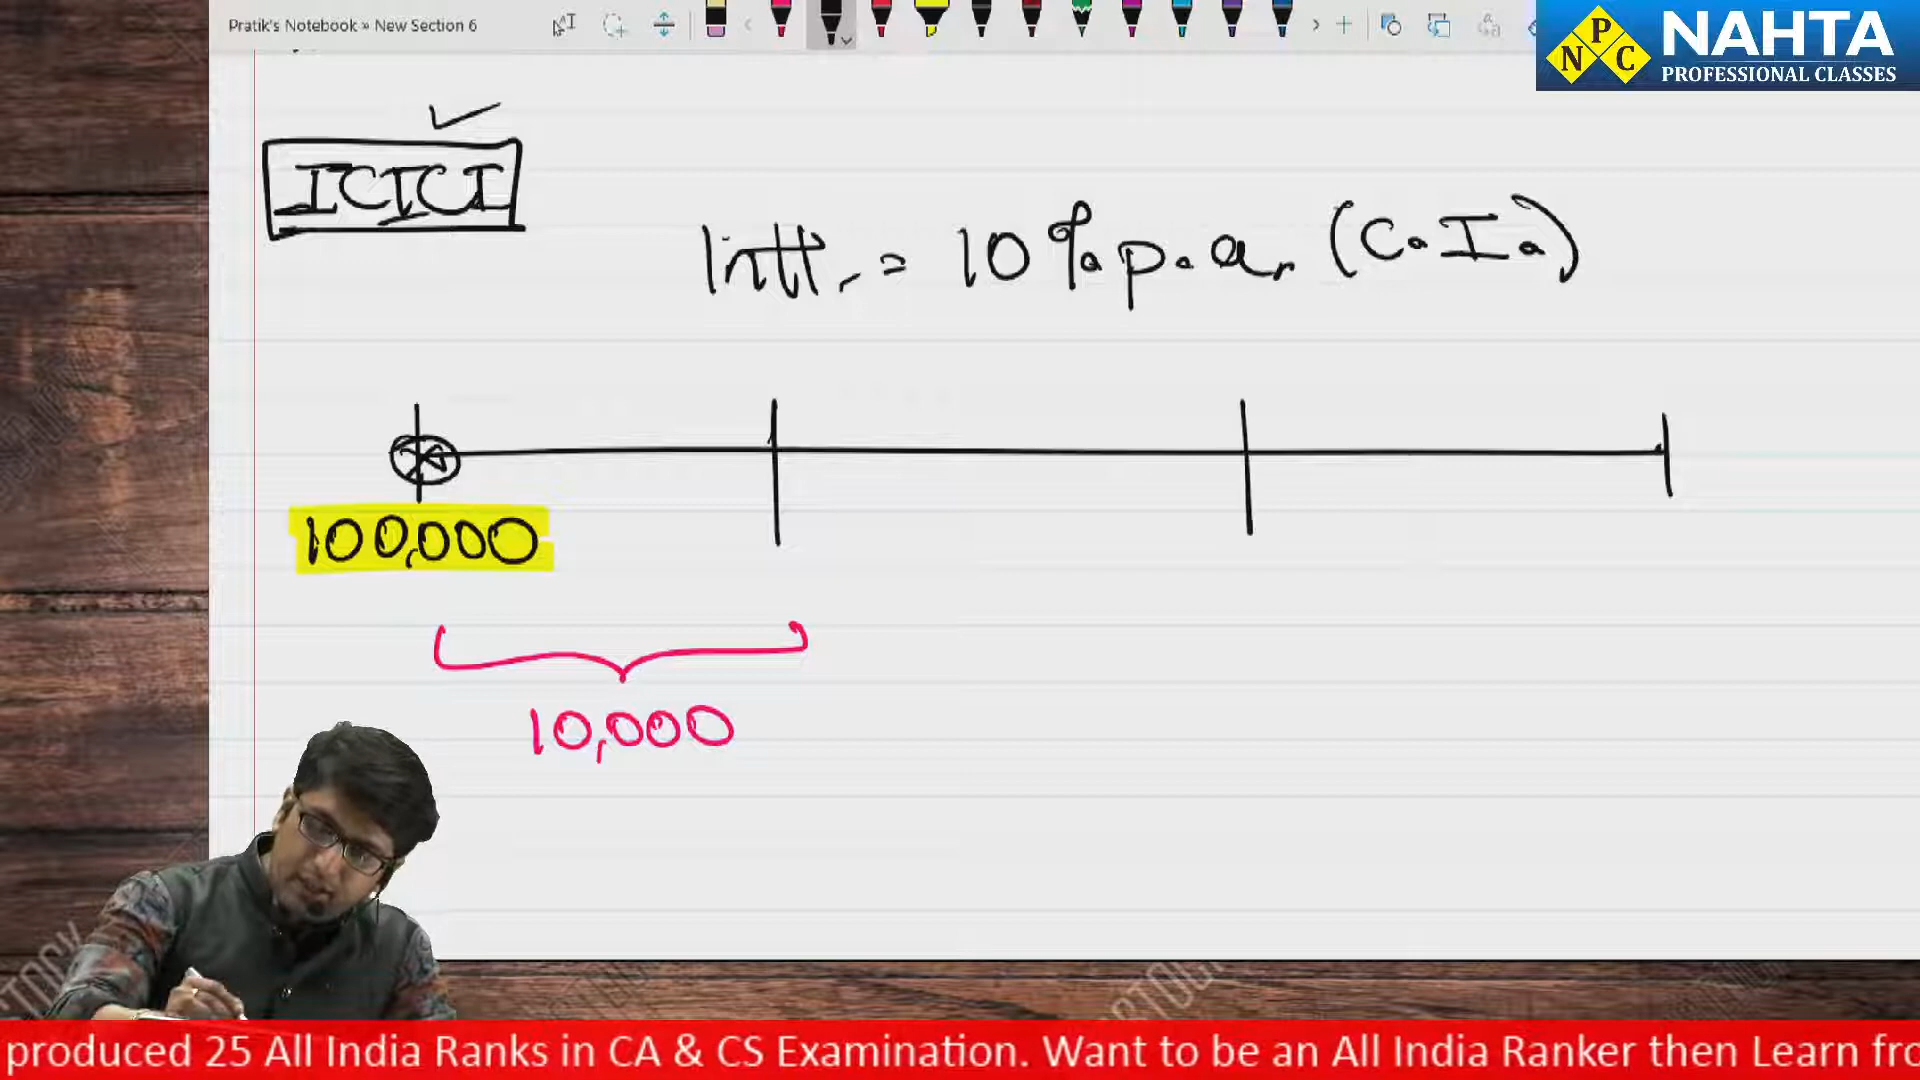 Pratik's Notebook » New Section 6
N P C
NAHTA
PROFESSIONAL CLASSES
ICICI
Intt. = 10% p.a. (C.I.)
100,000
10,000
produced 25 All India Ranks in CA & CS Examination. Want to be an All India Ranker then Learn fro